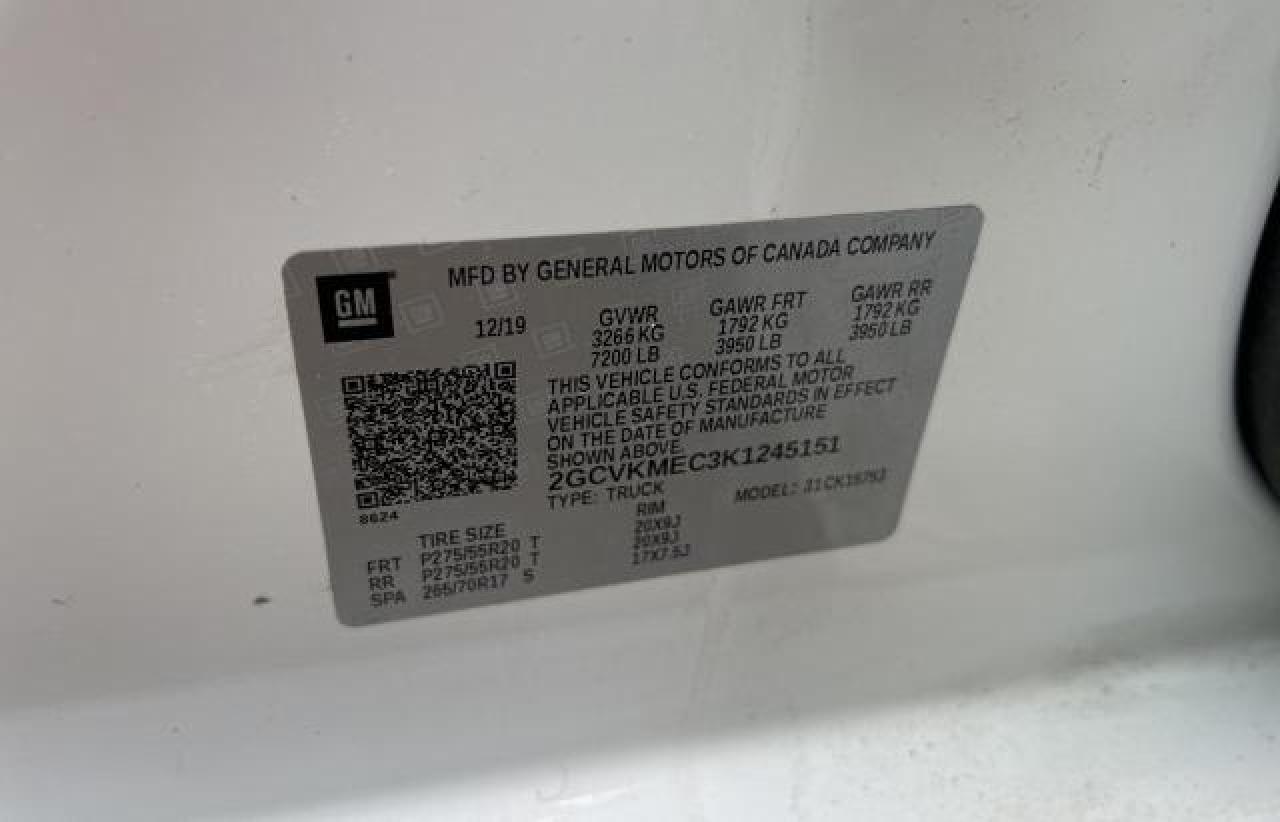 GM
MFD BY GENERAL MOTORS OF CANADA COMPANY
12/19 GVWR GAWR FRT GAWR RR
3266 KG 1792 KG 1792 KG
7200 LB 3950 LB 3950 LB
THIS VEHICLE CONFORMS TO ALL
APPLICABLE U.S. FEDERAL MOTOR
VEHICLE SAFETY STANDARDS IN EFFECT
ON THE DATE OF MANUFACTURE
SHOWN ABOVE.
2GCVKMEC3K1245151
TYPE: TRUCK MODEL:
8624
TIRE SIZE RIM
FRT P275/55R20 T 20X9J
RR P275/55R20 T 20X9J
SPA 265/70R17 S 17X7.5J